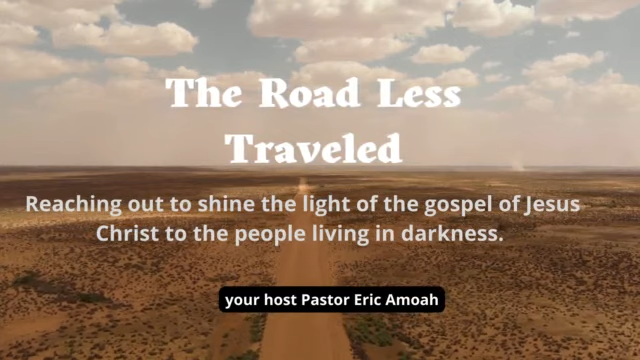 The Road Less
Traveled
Reaching out to shine the light of the gospel of Jesus
Christ to the people living in darkness.
your host Pastor Eric Amoah